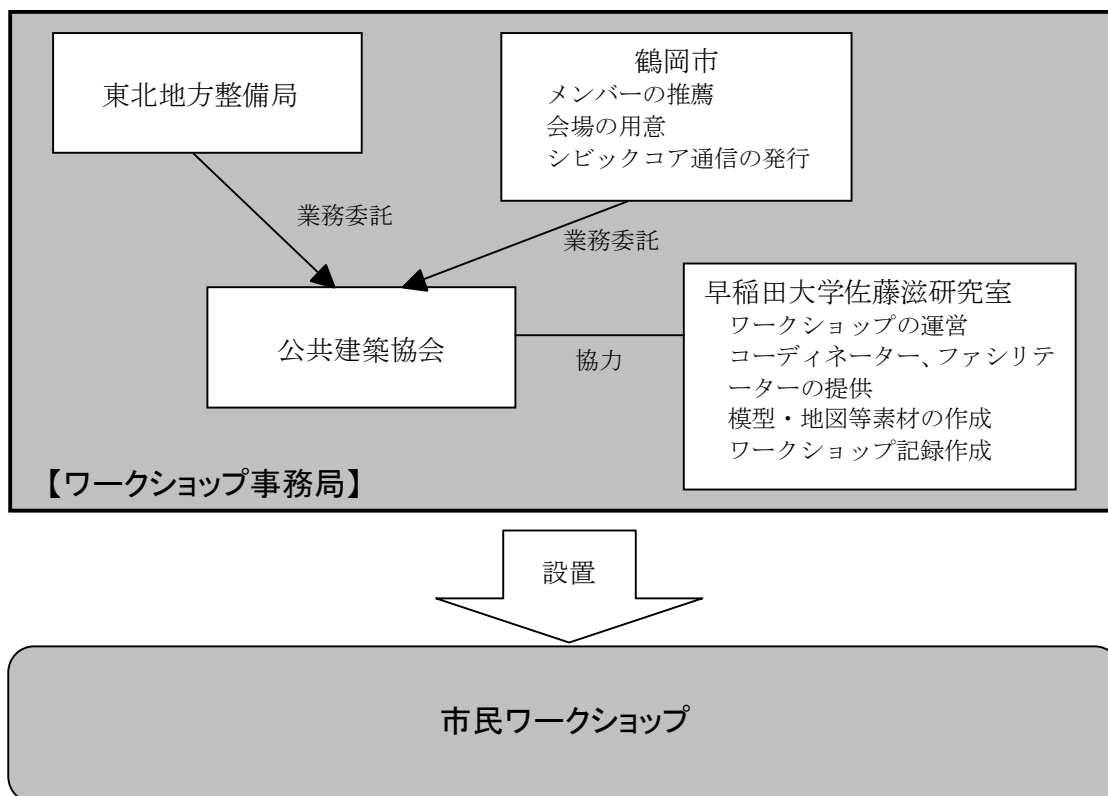 東北地方整備局
鶴岡市
メンバーの推薦
会場の用意
シビックコア通信の発行
業務委託
業務委託
公共建築協会
協力
早稲田大学佐藤滋研究室
ワークショップの運営
コーディネーター、ファシリテ
ーターの提供
模型・地図等素材の作成
ワークショップ記録作成
【ワークショップ事務局】
設置
市民ワークショップ